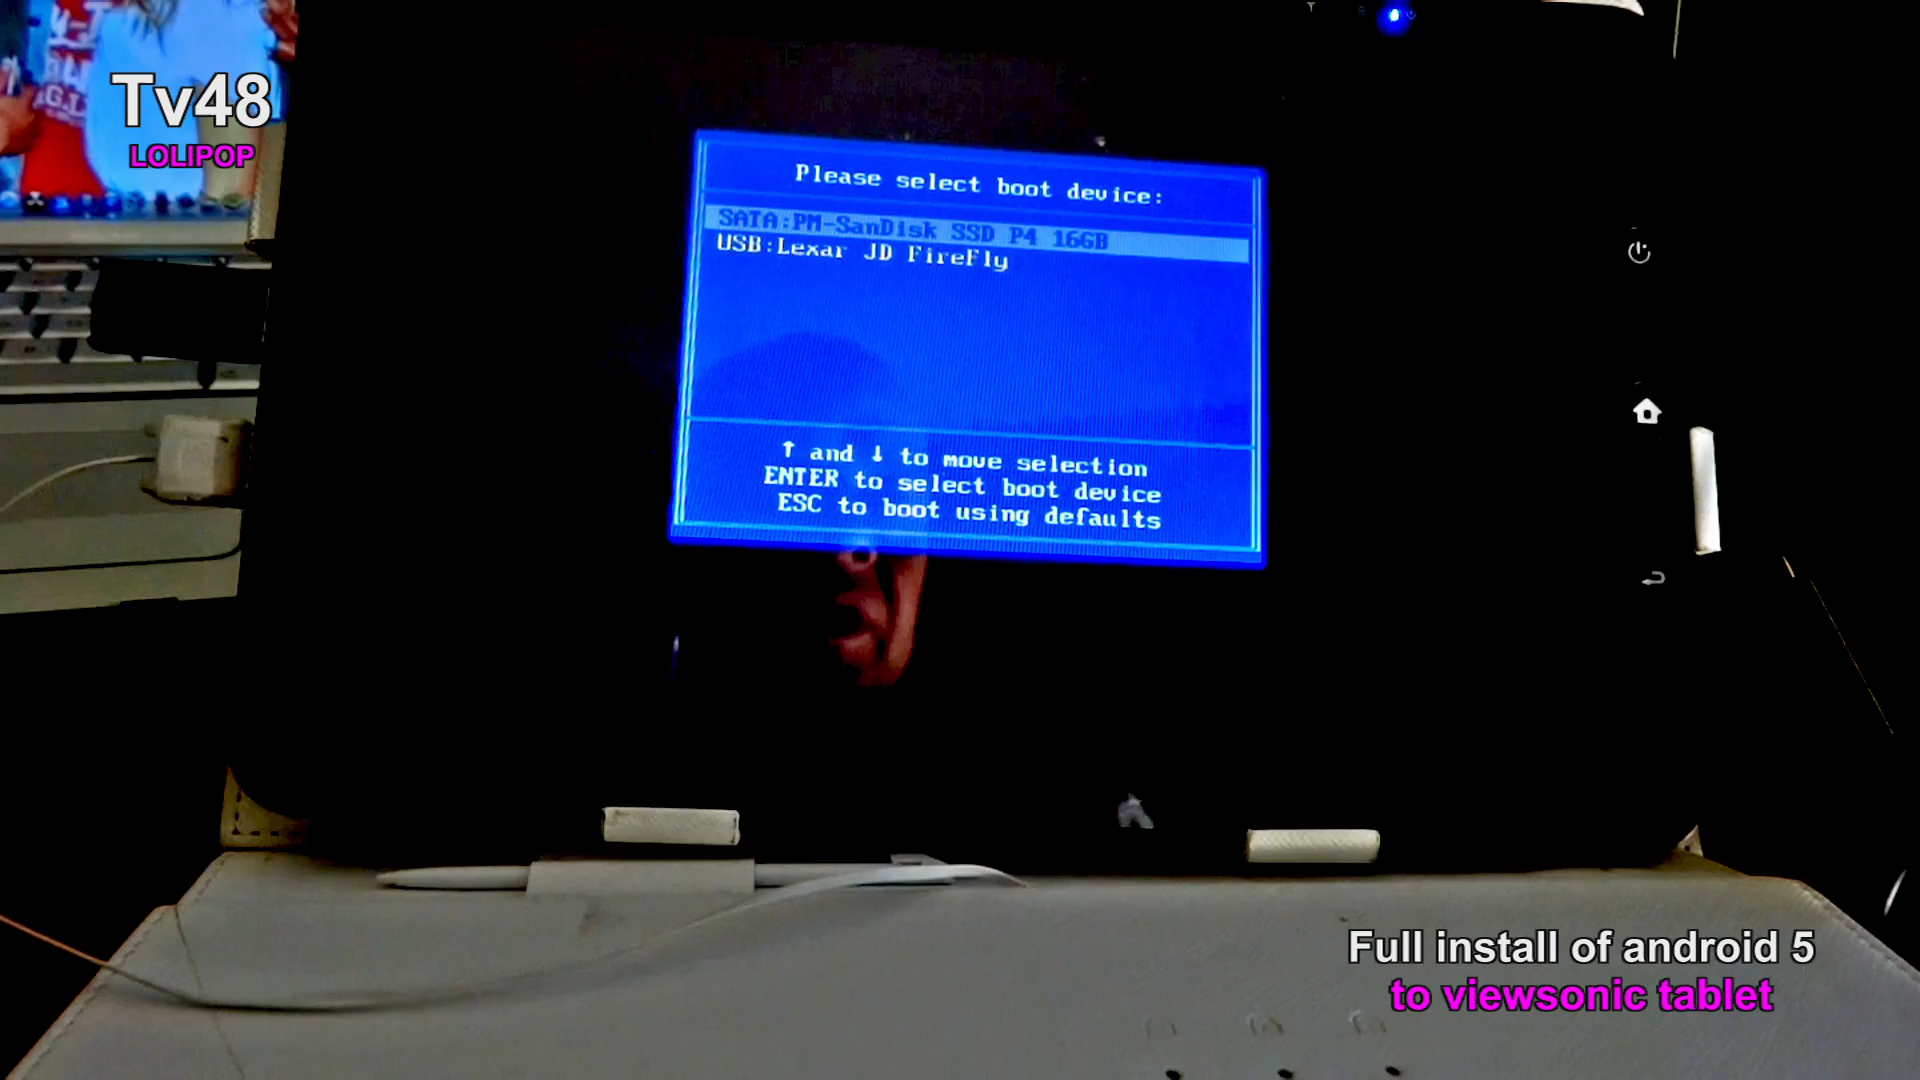 Tv48
LOLIPOP
Please select boot device:
SATA:PM-SanDisk SSD P4 16GB
USB:Lexar JD FireFly
↑ and ↓ to move selection
ENTER to select boot device
ESC to boot using defaults
Full install of android 5
to viewsonic tablet